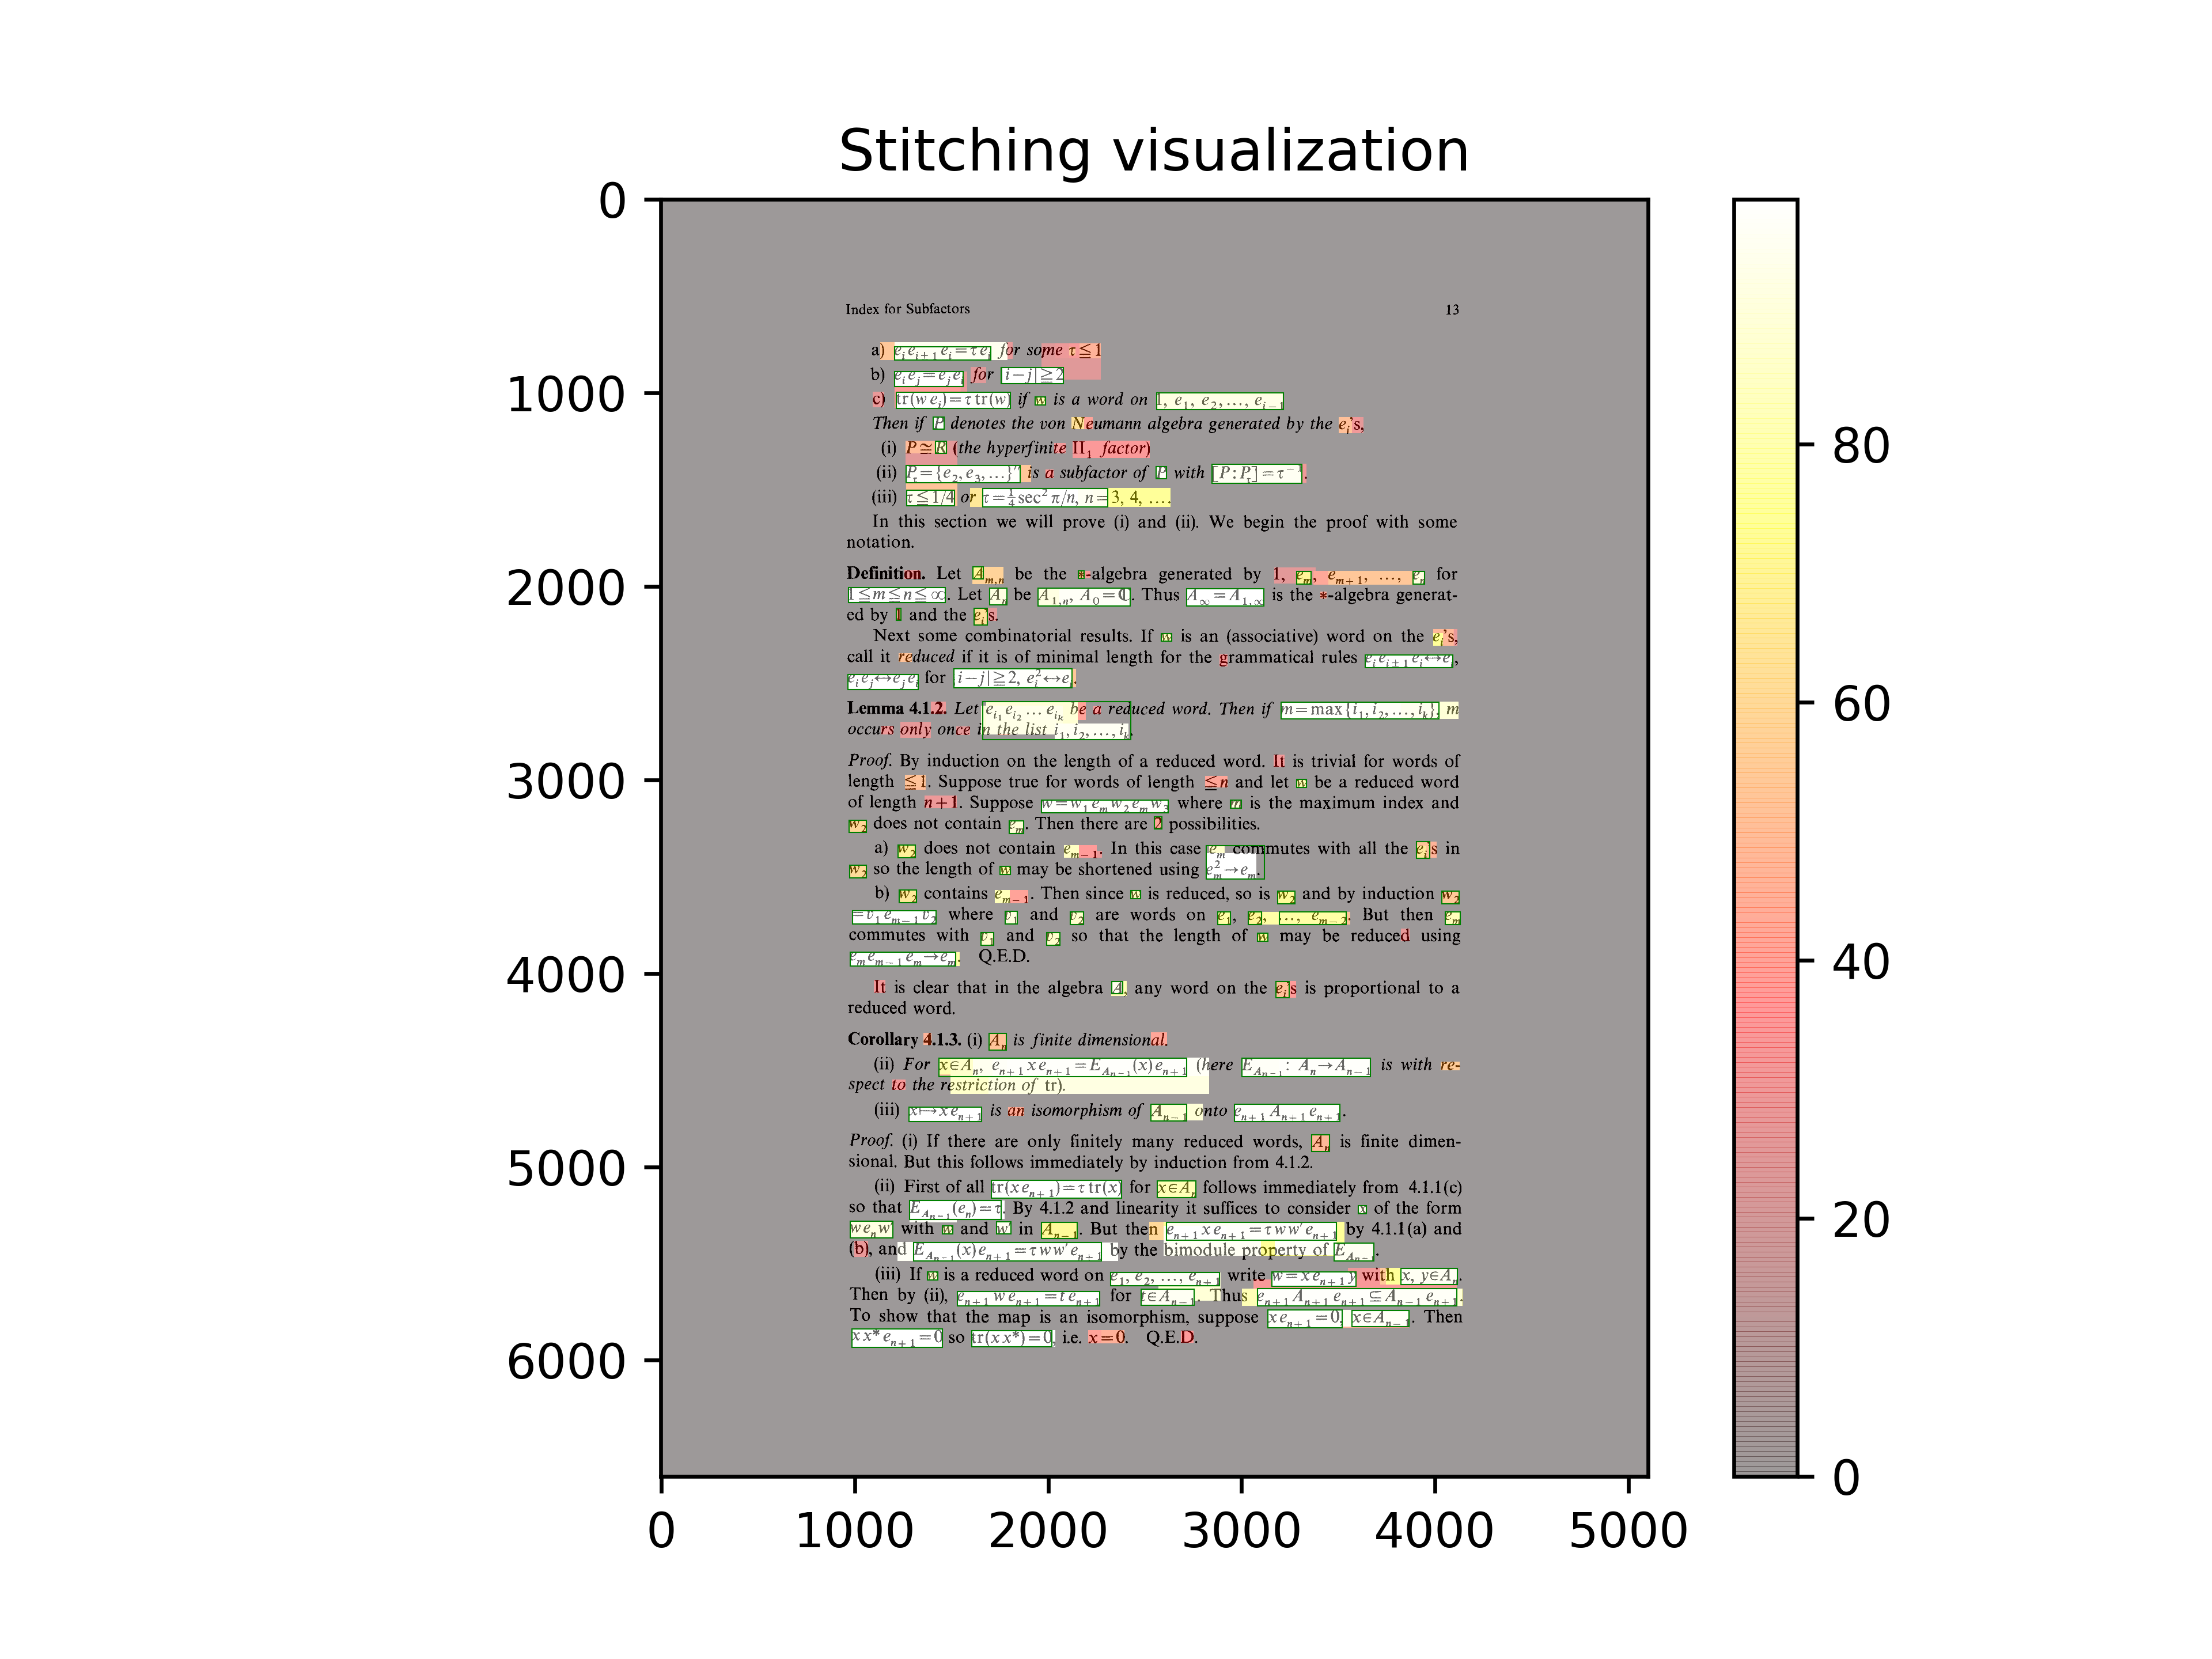 Stitching visualization
0
1000
2000
3000
4000
5000
6000
0
1000
2000
3000
4000
5000
80
60
40
20
0
Index for Subfactors 13
a) e_i e_{i+1} e_i = τ e_i for some τ≦1
b) e_i e_j = e_j e_i for |i−j|≧2
c) tr(w e_i) = τ tr(w) if w is a word on 1, e_1, e_2, ..., e_{i−1}
Then if P denotes the von Neumann algebra generated by the e_i's,
(i) P≅R (the hyperfinite II_1 factor)
(ii) P_τ = {e_2, e_3, ...}'' is a subfactor of P with [P:P_τ] = τ^{−1}.
(iii) τ≦1/4 or τ = ¼ sec² π/n, n = 3, 4, ....
In this section we will prove (i) and (ii). We begin the proof with some
notation.
Definition. Let A_{m,n} be the *-algebra generated by 1, e_m, e_{m+1}, ..., e_n for
1≦m≦n≦∞. Let A_n be A_{1,n}, A_0 = ℂ. Thus A_∞ = A_{1,∞} is the *-algebra generat-
ed by 1 and the e_i's.
Next some combinatorial results. If w is an (associative) word on the e_i's,
call it reduced if it is of minimal length for the grammatical rules e_i e_{i±1} e_i ↔ e_i,
e_i e_j ↔ e_j e_i for |i−j|≧2, e_i² ↔ e_i.
Lemma 4.1.2. Let e_{i_1} e_{i_2} ... e_{i_k} be a reduced word. Then if m = max{i_1, i_2, ..., i_k}, m
occurs only once in the list i_1, i_2, ..., i_k.
Proof. By induction on the length of a reduced word. It is trivial for words of
length ≦1. Suppose true for words of length ≦n and let w be a reduced word
of length n+1. Suppose w = w_1 e_m w_2 e_m w_3 where m is the maximum index and
w_2 does not contain e_m. Then there are 2 possibilities.
a) w_2 does not contain e_{m−1}. In this case e_m commutes with all the e_i's in
w_2 so the length of w may be shortened using e_m² → e_m.
b) w_2 contains e_{m−1}. Then since w is reduced, so is w_2 and by induction w_2
= v_1 e_{m−1} v_2 where v_1 and v_2 are words on e_1, e_2, ..., e_{m−2}. But then e_m
commutes with v_1 and v_2 so that the length of w may be reduced using
e_m e_{m−1} e_m → e_m. Q.E.D.
It is clear that in the algebra A, any word on the e_i's is proportional to a
reduced word.
Corollary 4.1.3. (i) A_n is finite dimensional.
(ii) For x∈A_n, e_{n+1} x e_{n+1} = E_{A_{n−1}}(x) e_{n+1} (here E_{A_{n−1}}: A_n → A_{n−1} is with re-
spect to the restriction of tr).
(iii) x ↦ x e_{n+1} is an isomorphism of A_{n−1} onto e_{n+1} A_{n+1} e_{n+1}.
Proof. (i) If there are only finitely many reduced words, A_n is finite dimen-
sional. But this follows immediately by induction from 4.1.2.
(ii) First of all tr(x e_{n+1}) = τ tr(x) for x∈A_n follows immediately from 4.1.1(c)
so that E_{A_{n−1}}(e_n) = τ. By 4.1.2 and linearity it suffices to consider x of the form
w e_n w' with w and w' in A_{n−1}. But then e_{n+1} x e_{n+1} = τ w w' e_{n+1} by 4.1.1(a) and
(b), and E_{A_{n−1}}(x) e_{n+1} = τ w w' e_{n+1} by the bimodule property of E_{A_{n−1}}.
(iii) If w is a reduced word on e_1, e_2, ..., e_{n+1} write w = x e_{n+1} y with x, y∈A_n.
Then by (ii), e_{n+1} w e_{n+1} = t e_{n+1} for t∈A_{n−1}. Thus e_{n+1} A_{n+1} e_{n+1} ⊆ A_{n−1} e_{n+1}.
To show that the map is an isomorphism, suppose x e_{n+1} = 0, x∈A_{n−1}. Then
x x* e_{n+1} = 0 so tr(x x*) = 0, i.e. x = 0. Q.E.D.